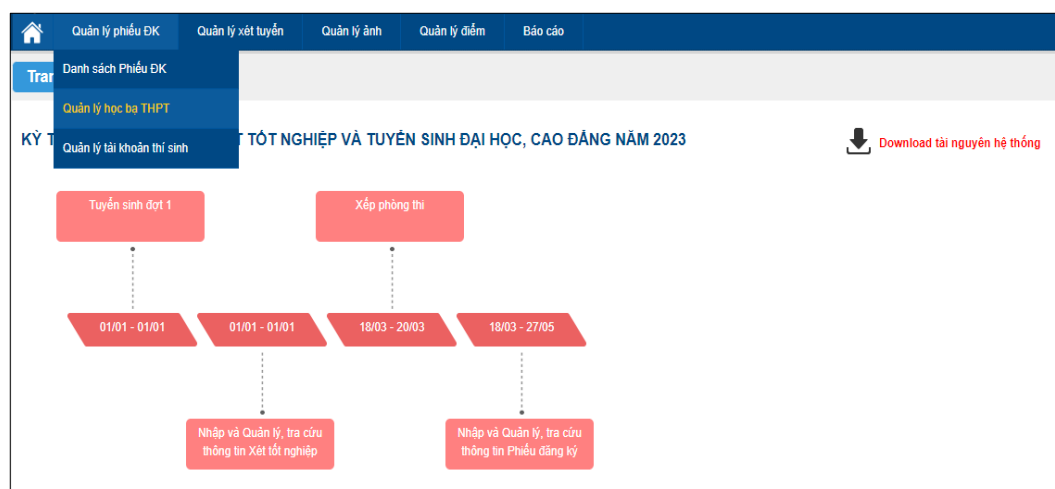 Quản lý phiếu ĐK Quản lý xét tuyển Quản lý ảnh Quản lý điểm Báo cáo
Danh sách Phiếu ĐK
Quản lý học bạ THPT
Quản lý tài khoản thí sinh
KỲ T TỐT NGHIỆP VÀ TUYỂN SINH ĐẠI HỌC, CAO ĐẲNG NĂM 2023
Download tài nguyên hệ thống
Tuyển sinh đợt 1
Xếp phòng thi
01/01 - 01/01
01/01 - 01/01
18/03 - 20/03
18/03 - 27/05
Nhập và Quản lý, tra cứu
thông tin Xét tốt nghiệp
Nhập và Quản lý, tra cứu
thông tin Phiếu đăng ký